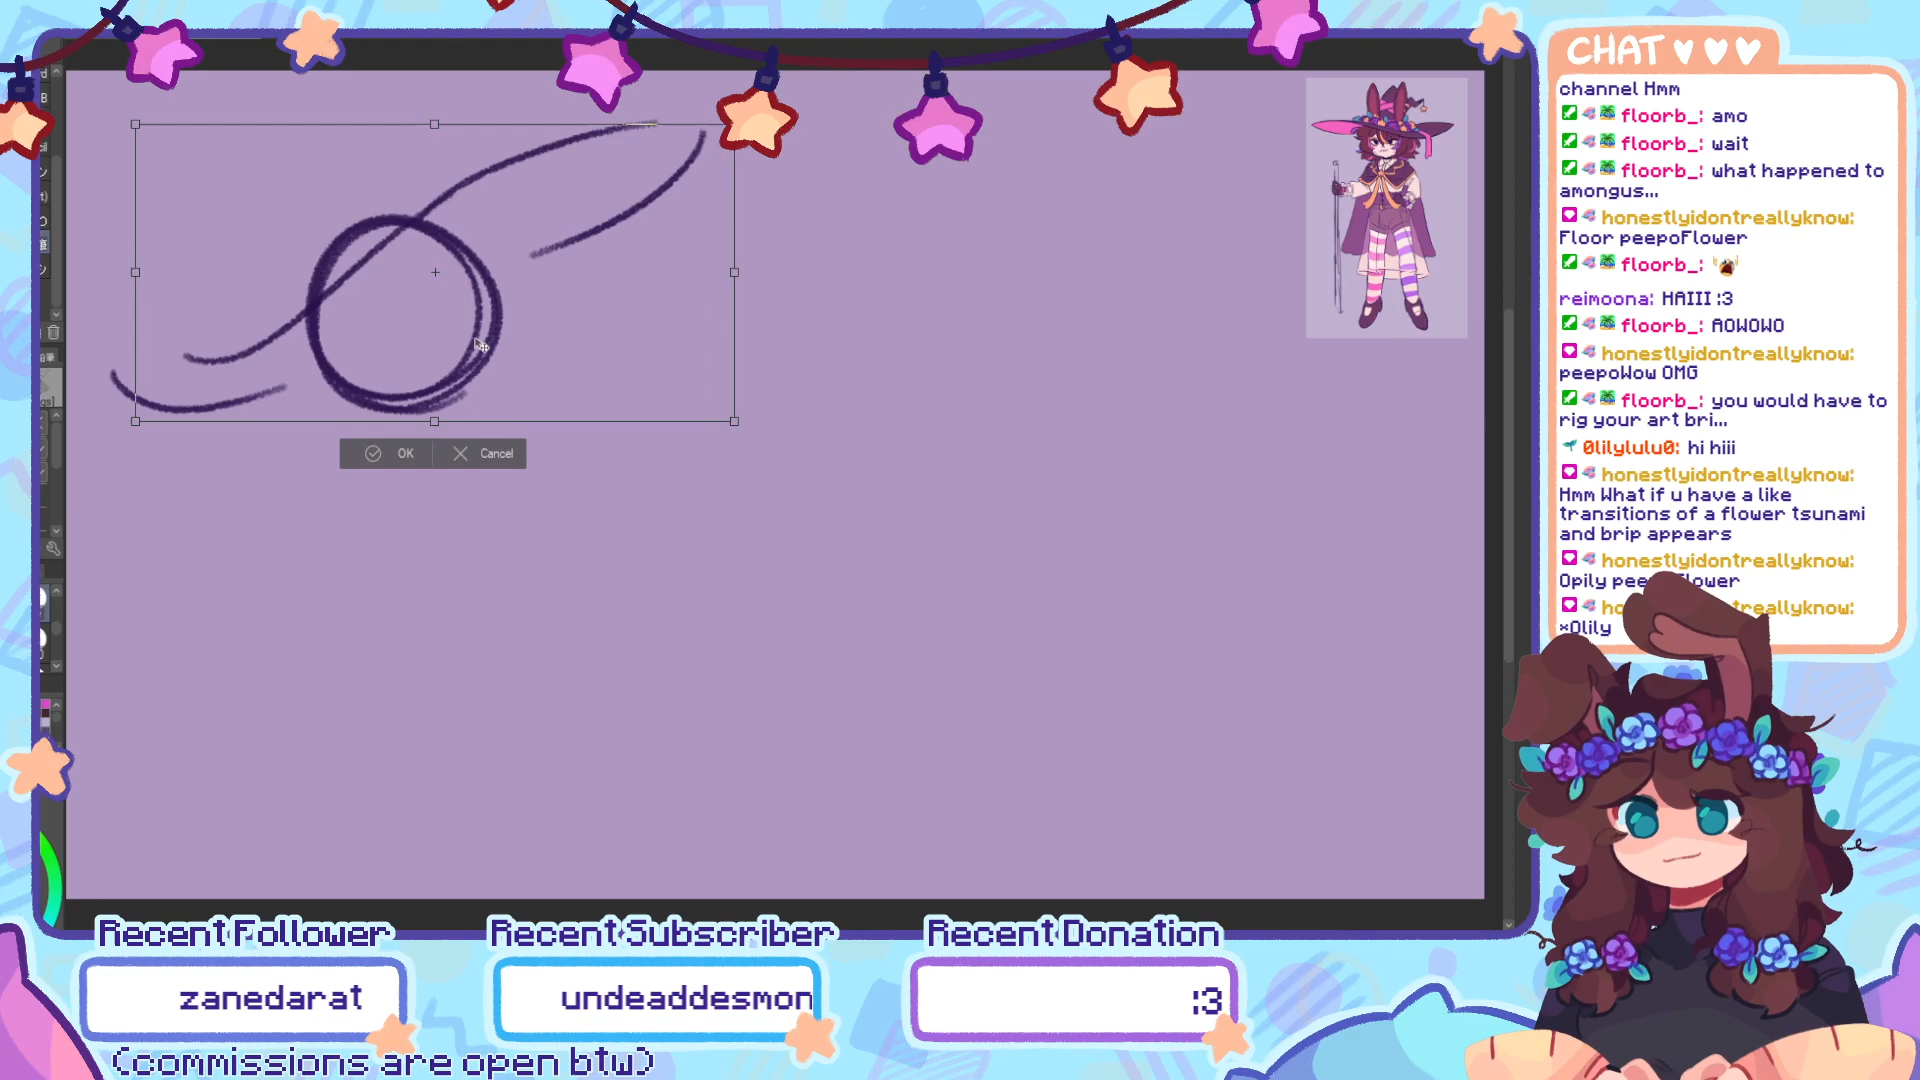 CHAT
channel Hmm
floorb_: amo
floorb_: wait
floorb_: what happened to
amongus...
honestlyidontreallyknow:
Floor peepoFlower
floorb_:
reimoona: HAIII :3
floorb_: AOWOWO
honestlyidontreallyknow:
peepoWow OMG
floorb_: you would have to
rig your art bri...
0lilylulu0: hi hiii
honestlyidontreallyknow:
Hmm What if u have a like
transitions of a flower tsunami
and brip appears
honestlyidontreallyknow:
Opily
×Olily
OK Cancel
Recent Follower Recent Subscriber Recent Donation
zanedarat undeaddesmon :3
(commissions are open btw)